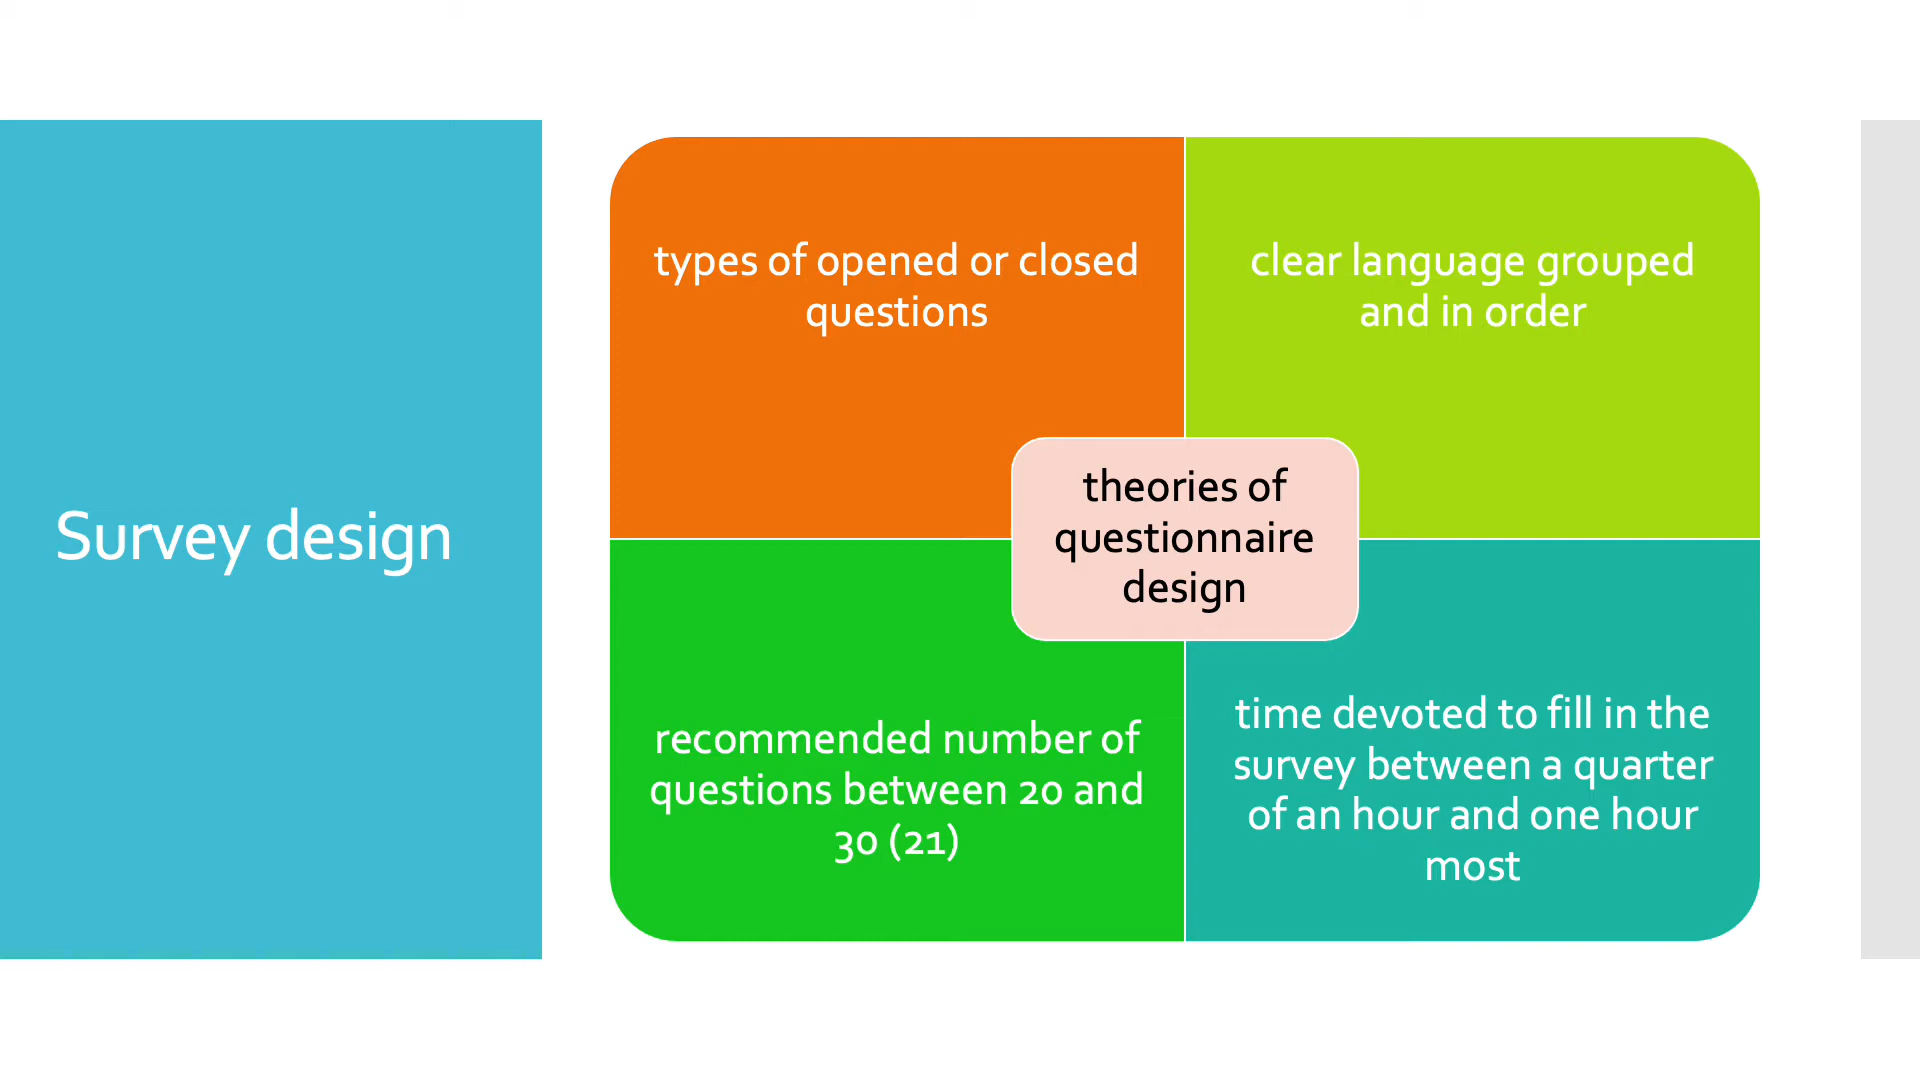 Survey design
types of opened or closed
questions
clear language grouped
and in order
theories of
questionnaire
design
recommended number of
questions between 20 and
30 (21)
time devoted to fill in the
survey between a quarter
of an hour and one hour
most